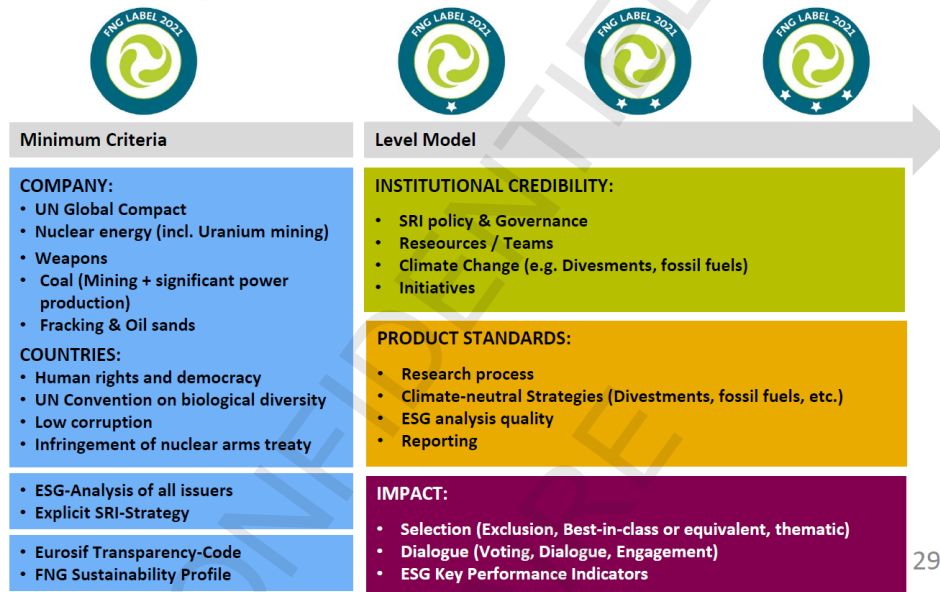 FNG LABEL 2021
FNG LABEL 2021
FNG LABEL 2021
FNG LABEL 2021
Minimum Criteria
Level Model
COMPANY:
• UN Global Compact
• Nuclear energy (incl. Uranium mining)
• Weapons
• Coal (Mining + significant power
production)
• Fracking & Oil sands
COUNTRIES:
• Human rights and democracy
• UN Convention on biological diversity
• Low corruption
• Infringement of nuclear arms treaty
• ESG-Analysis of all issuers
• Explicit SRI-Strategy
• Eurosif Transparency-Code
• FNG Sustainability Profile
INSTITUTIONAL CREDIBILITY:
• SRI policy & Governance
• Reseources / Teams
• Climate Change (e.g. Divesments, fossil fuels)
• Initiatives
PRODUCT STANDARDS:
• Research process
• Climate-neutral Strategies (Divestments, fossil fuels, etc.)
• ESG analysis quality
• Reporting
IMPACT:
• Selection (Exclusion, Best-in-class or equivalent, thematic)
• Dialogue (Voting, Dialogue, Engagement)
• ESG Key Performance Indicators
29